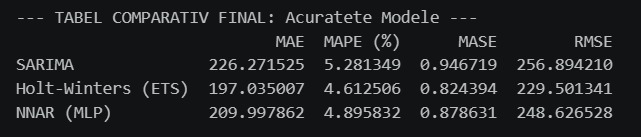 --- TABEL COMPARATIV FINAL: Acuratete Modele ---
MAE MAPE (%) MASE RMSE
SARIMA 226.271525 5.281349 0.946719 256.894210
Holt-Winters (ETS) 197.035007 4.612506 0.824394 229.501341
NNAR (MLP) 209.997862 4.895832 0.878631 248.626528